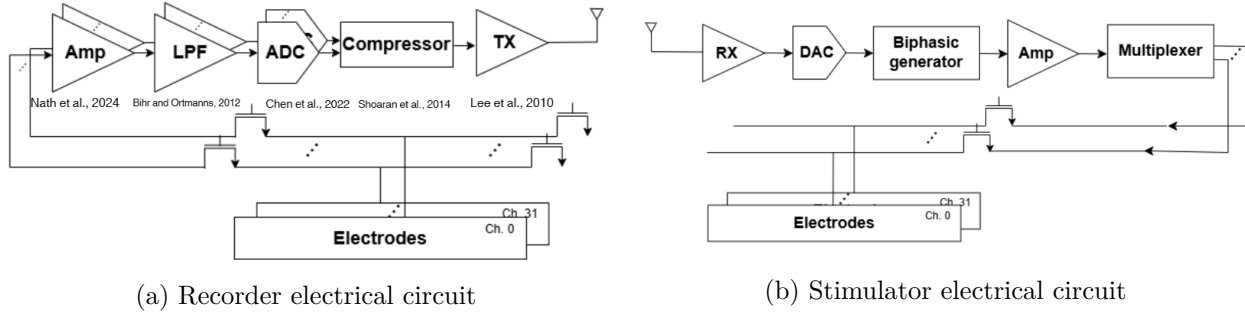 Amp
LPF
ADC
Compressor
TX
Nath et al., 2024
Bihr and Ortmanns, 2012
Chen et al., 2022
Shoaran et al., 2014
Lee et al., 2010
Ch. 31
Ch. 0
Electrodes
(a) Recorder electrical circuit
RX
DAC
Biphasic
generator
Amp
Multiplexer
Ch. 31
Ch. 0
Electrodes
(b) Stimulator electrical circuit